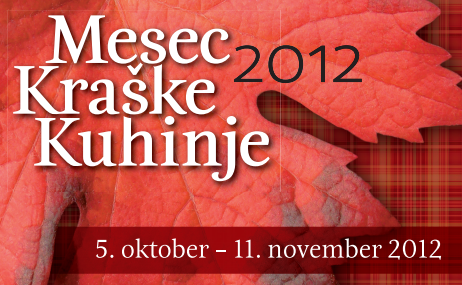 Mesec
Kraške 2012
Kuhinje
5. oktober – 11. november 2012